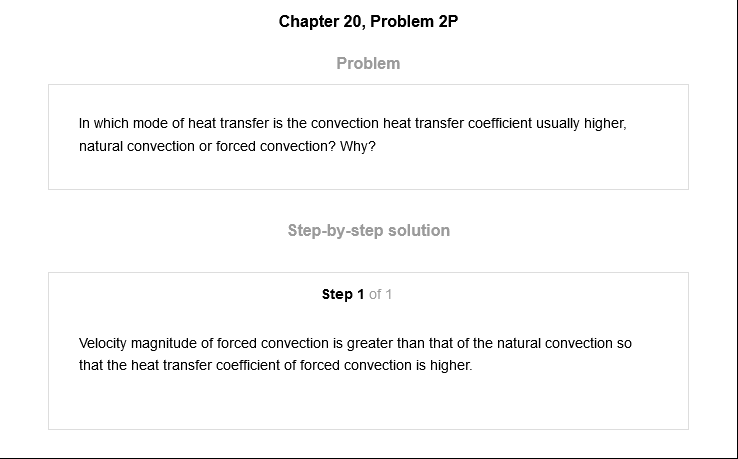 Chapter 20, Problem 2P
Problem
In which mode of heat transfer is the convection heat transfer coefficient usually higher,
natural convection or forced convection? Why?
Step-by-step solution
Step 1 of 1
Velocity magnitude of forced convection is greater than that of the natural convection so
that the heat transfer coefficient of forced convection is higher.